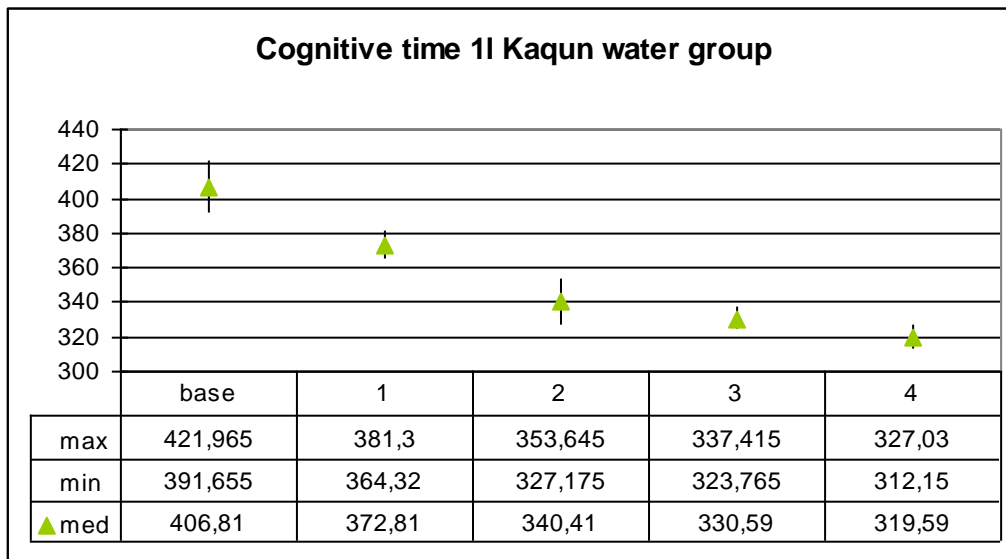 Cognitive time 1l Kaqun water group
440
420
400
380
360
340
320
300
base 1 2 3 4
max 421,965 381,3 353,645 337,415 327,03
min 391,655 364,32 327,175 323,765 312,15
med 406,81 372,81 340,41 330,59 319,59